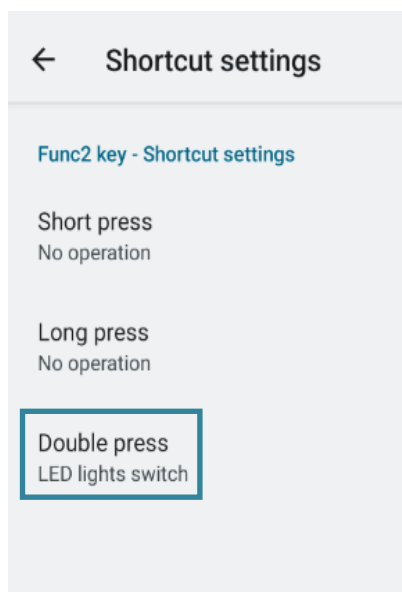 Shortcut settings
Func2 key - Shortcut settings
Short press
No operation
Long press
No operation
Double press
LED lights switch